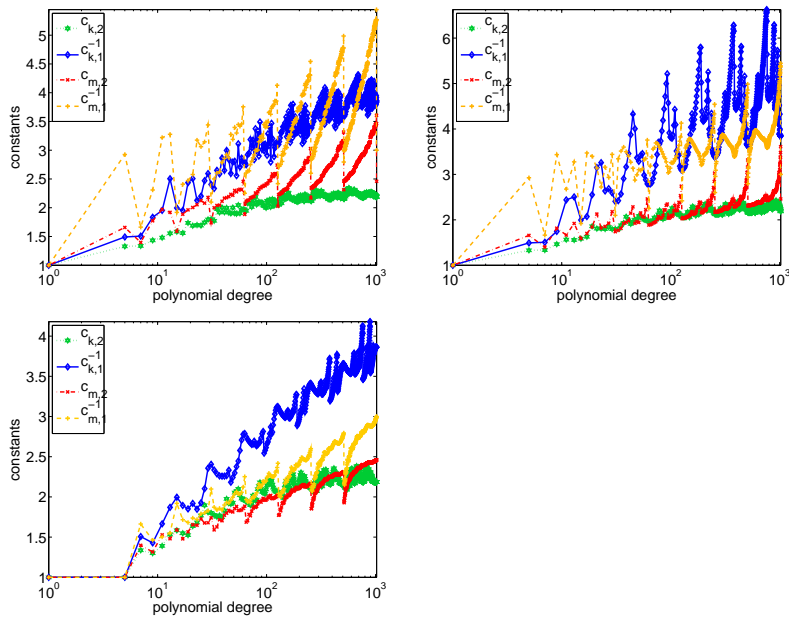 c_{k,2}
c_{k,1}^{-1}
c_{m,2}
c_{m,1}^{-1}
5
4.5
4
3.5
3
2.5
2
1.5
1
constants
10^0
10^1
10^2
10^3
polynomial degree
c_{k,2}
c_{k,1}^{-1}
c_{m,2}
c_{m,1}^{-1}
6
5
4
3
2
1
constants
10^0
10^1
10^2
10^3
polynomial degree
c_{k,2}
c_{k,1}^{-1}
c_{m,2}
c_{m,1}^{-1}
4
3.5
3
2.5
2
1.5
1
constants
10^0
10^1
10^2
10^3
polynomial degree